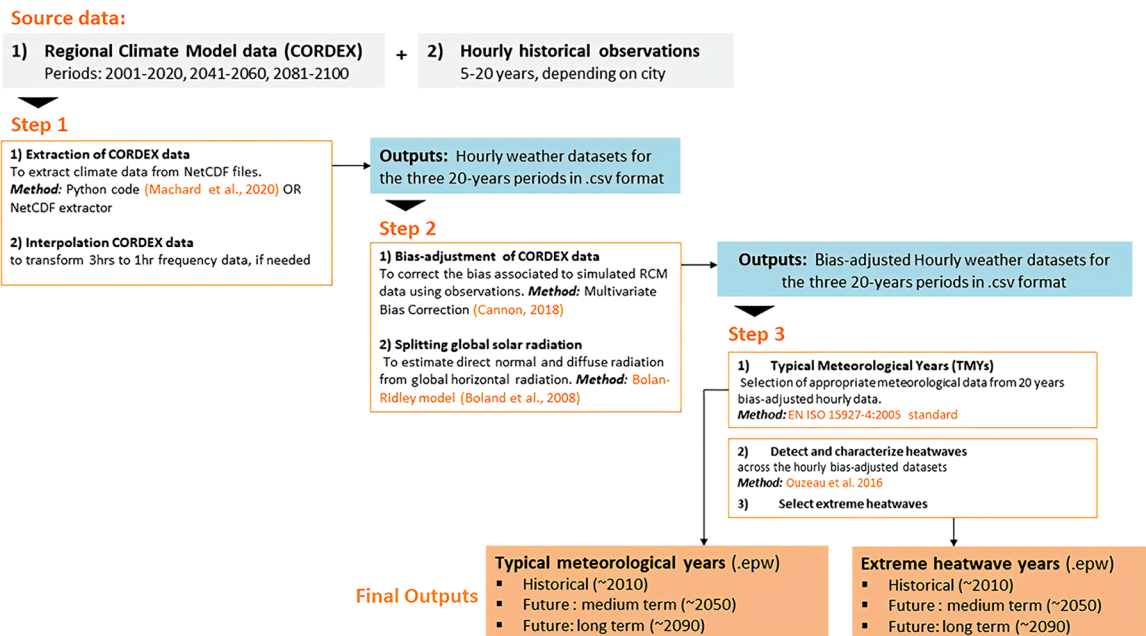 Source data:
1) Regional Climate Model data (CORDEX)
Periods: 2001-2020, 2041-2060, 2081-2100
+
2) Hourly historical observations
5-20 years, depending on city
Step 1
1) Extraction of CORDEX data
To extract climate data from NetCDF files.
Method: Python code (Machard et al., 2020) OR
NetCDF extractor
2) Interpolation CORDEX data
to transform 3hrs to 1hr frequency data, if needed
Outputs: Hourly weather datasets for
the three 20-years periods in .csv format
Step 2
1) Bias-adjustment of CORDEX data
To correct the bias associated to simulated RCM
data using observations. Method: Multivariate
Bias Correction (Cannon, 2018)
2) Splitting global solar radiation
To estimate direct normal and diffuse radiation
from global horizontal radiation. Method: Bolan-
Ridley model (Boland et al., 2008)
Outputs: Bias-adjusted Hourly weather datasets for
the three 20-years periods in .csv format
Step 3
1) Typical Meteorological Years (TMYs)
Selection of appropriate meteorological data from 20 years
bias-adjusted hourly data.
Method: EN ISO 15927-4:2005 standard
2) Detect and characterize heatwaves
across the hourly bias-adjusted datasets
Method: Ouzeau et al. 2016
3) Select extreme heatwaves
Final Outputs
Typical meteorological years (.epw)
▪ Historical (~2010)
▪ Future : medium term (~2050)
▪ Future: long term (~2090)
Extreme heatwave years (.epw)
▪ Historical (~2010)
▪ Future : medium term (~2050)
▪ Future: long term (~2090)